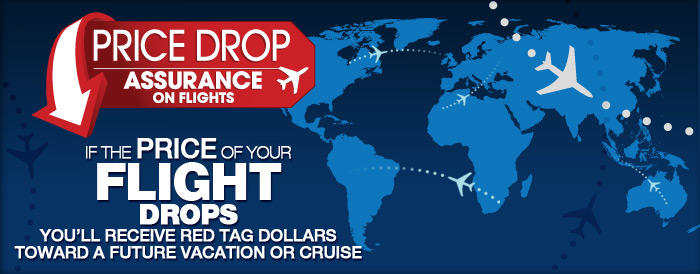 PRICE DROP
ASSURANCE
ON FLIGHTS
IF THE PRICE OF YOUR
FLIGHT
DROPS
YOU'LL RECEIVE RED TAG DOLLARS
TOWARD A FUTURE VACATION OR CRUISE